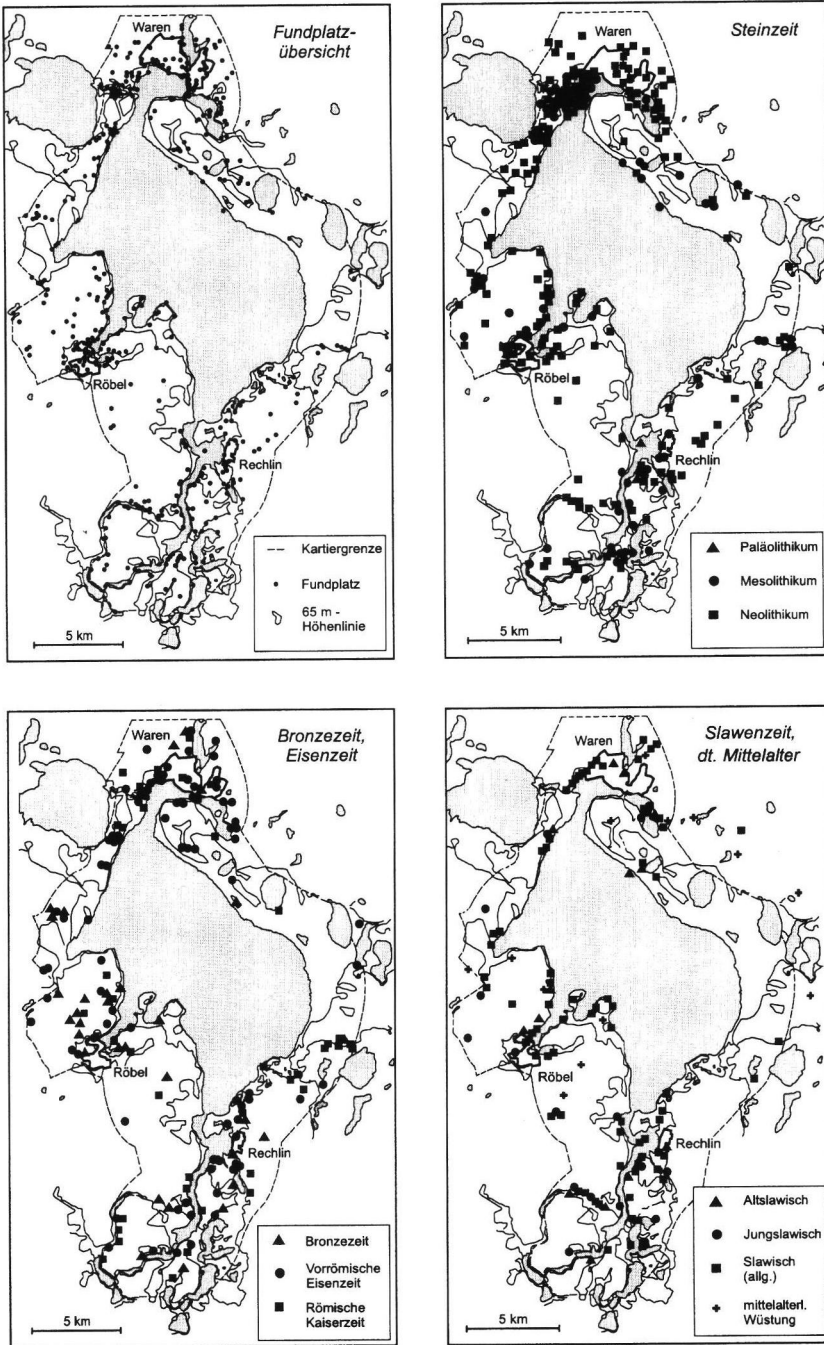 Waren
Fundplatz-
übersicht
Röbel
Rechlin
Kartiergrenze
Fundplatz
65 m -
Höhenlinie
5 km
Waren
Steinzeit
Röbel
Rechlin
Paläolithikum
Mesolithikum
Neolithikum
5 km
Waren
Bronzezeit,
Eisenzeit
Röbel
Rechlin
Bronzezeit
Vorrömische
Eisenzeit
Römische
Kaiserzeit
5 km
Waren
Slawenzeit,
dt. Mittelalter
Röbel
Rechlin
Altslawisch
Jungslawisch
Slawisch
(allg.)
mittelalterl.
Wüstung
5 km